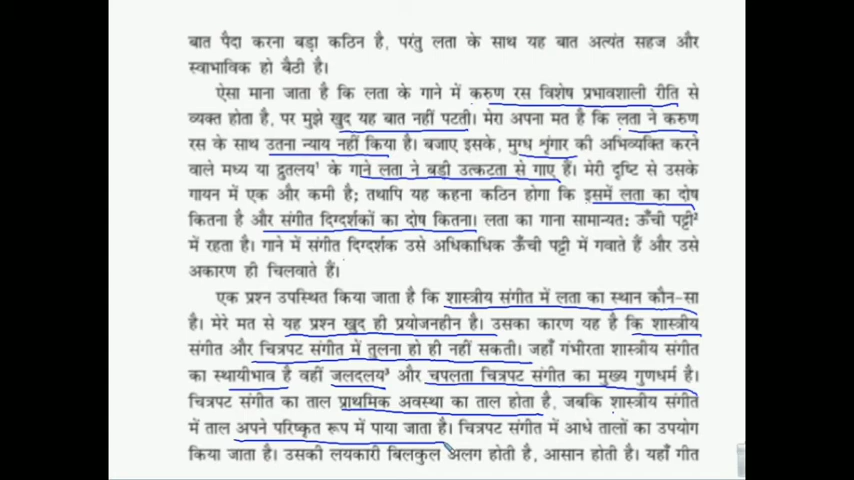 बात पैदा करना बड़ा कठिन है, परंतु लता के साथ यह बात अत्यंत सहज और
स्वाभाविक हो बैठी है।
ऐसा माना जाता है कि लता के गाने में करुण रस विशेष प्रभावशाली रीति से
व्यक्त होता है, पर मुझे खुद यह बात नहीं पटती। मेरा अपना मत है कि लता ने करुण
रस के साथ उतना न्याय नहीं किया है। बजाए इसके, मुग्ध शृंगार की अभिव्यक्ति करने
वाले मध्य या द्रुतलय¹ के गाने लता ने बड़ी उत्कटता से गाए हैं। मेरी दृष्टि से उसके
गायन में एक और कमी है; तथापि यह कहना कठिन होगा कि इसमें लता का दोष
कितना है और संगीत दिग्दर्शकों का दोष कितना। लता का गाना सामान्यत: ऊँची पट्टी²
में रहता है। गाने में संगीत दिग्दर्शक उसे अधिकाधिक ऊँची पट्टी में गवाते हैं और उसे
अकारण ही चिलवाते हैं।
एक प्रश्न उपस्थित किया जाता है कि शास्त्रीय संगीत में लता का स्थान कौन-सा
है। मेरे मत से यह प्रश्न खुद ही प्रयोजनहीन है। उसका कारण यह है कि शास्त्रीय
संगीत और चित्रपट संगीत में तुलना हो ही नहीं सकती। जहाँ गंभीरता शास्त्रीय संगीत
का स्थायीभाव है वहीं जलदलय³ और चपलता चित्रपट संगीत का मुख्य गुणधर्म है।
चित्रपट संगीत का ताल प्राथमिक अवस्था का ताल होता है, जबकि शास्त्रीय संगीत
में ताल अपने परिष्कृत रूप में पाया जाता है। चित्रपट संगीत में आधे तालों का उपयोग
किया जाता है। उसकी लयकारी बिलकुल अलग होती है, आसान होती है। यहाँ गीत